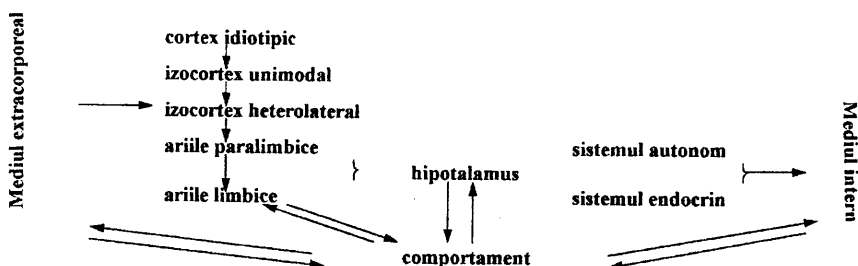 Mediul extracorporeal
cortex idiotipic
izocortex unimodal
izocortex heterolateral
ariile paralimbice
ariile limbice
hipotalamus
comportament
sistemul autonom
sistemul endocrin
Mediul intern